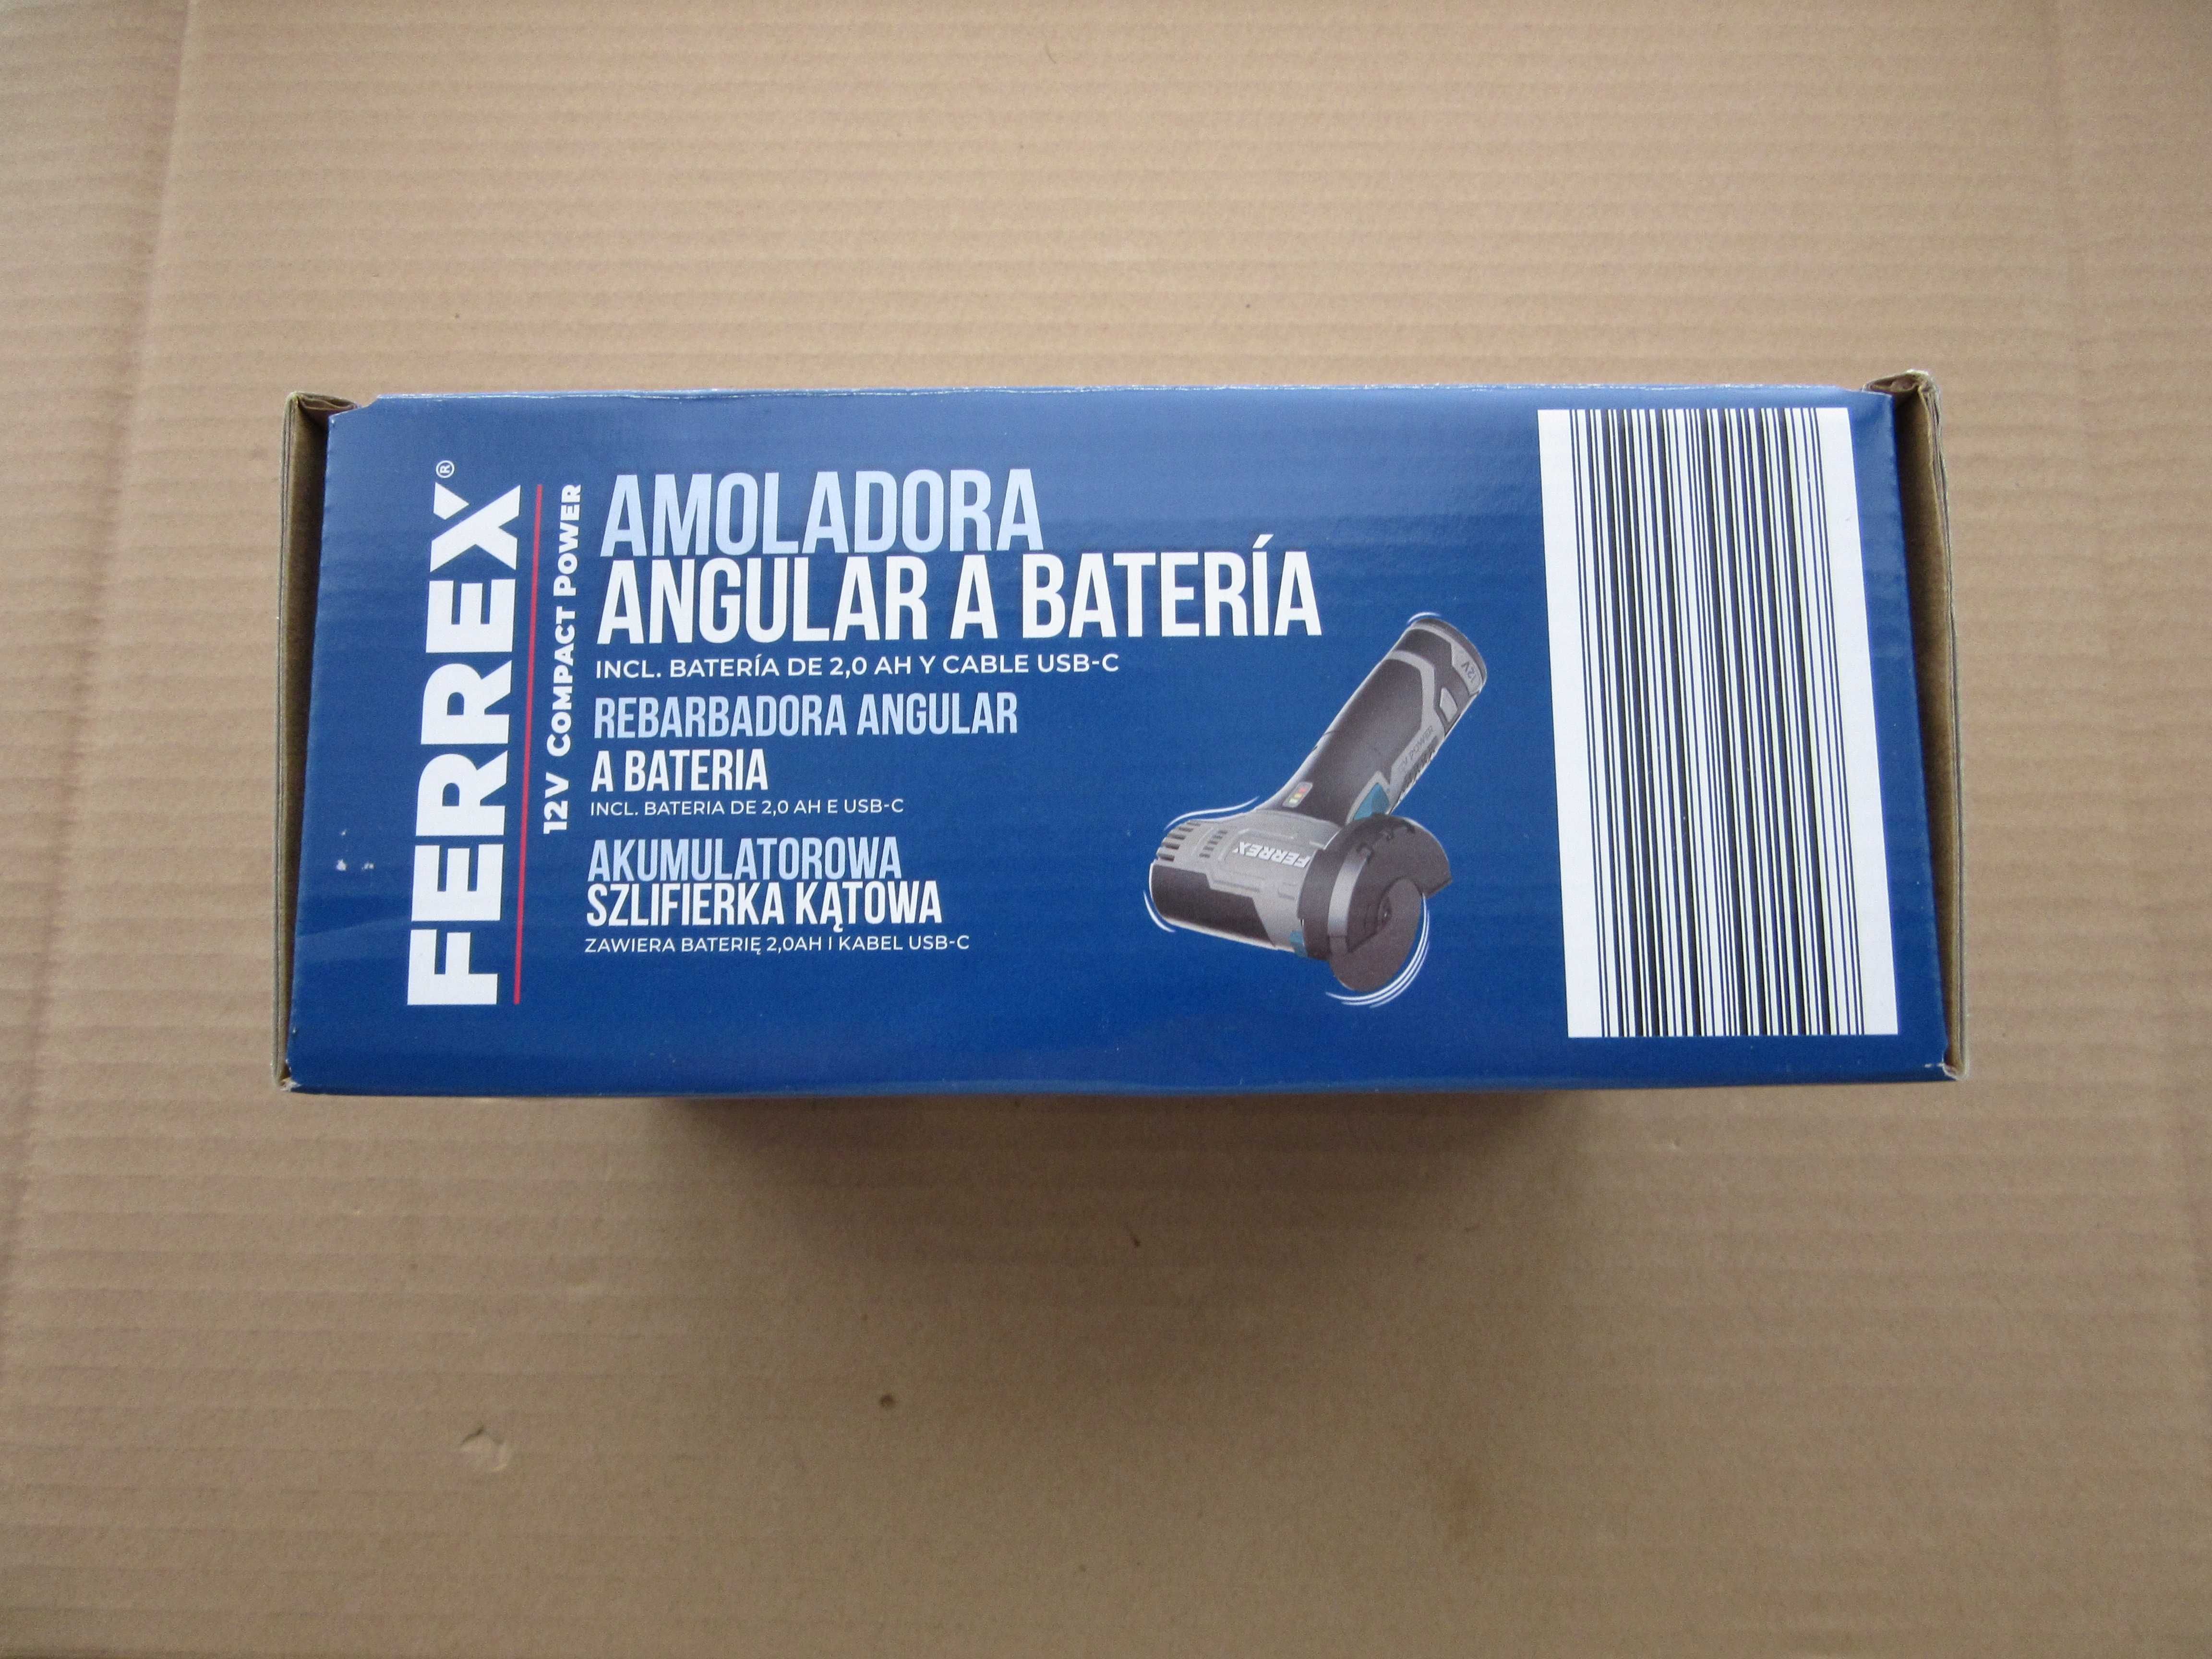 FERREX®
12V COMPACT POWER
AMOLADORA
ANGULAR A BATERÍA
INCL. BATERÍA DE 2,0 AH Y CABLE USB-C
REBARBADORA ANGULAR
A BATERIA
INCL. BATERIA DE 2,0 AH E USB-C
AKUMULATOROWA
SZLIFIERKA KĄTOWA
ZAWIERA BATERIĘ 2,0AH I KABEL USB-C
12V
POWER
FERREX